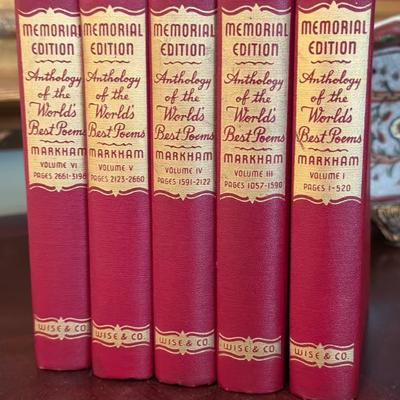 MEMORIAL
EDITION
Anthology
of the
World's
Best Poems
MARKHAM
VOLUME VI
PAGES 2661-3196
WISE & CO.
MEMORIAL
EDITION
Anthology
of the
World's
Best Poems
MARKHAM
VOLUME V
PAGES 2123-2660
WISE & CO.
MEMORIAL
EDITION
Anthology
of the
World's
Best Poems
MARKHAM
VOLUME IV
PAGES 1591-2122
WISE & CO.
MEMORIAL
EDITION
Anthology
of the
World's
Best Poems
MARKHAM
VOLUME III
PAGES 1057-1590
WISE & CO.
MEMORIAL
EDITION
Anthology
of the
World's
Best Poems
MARKHAM
VOLUME I
PAGES 1-520
WISE & CO.